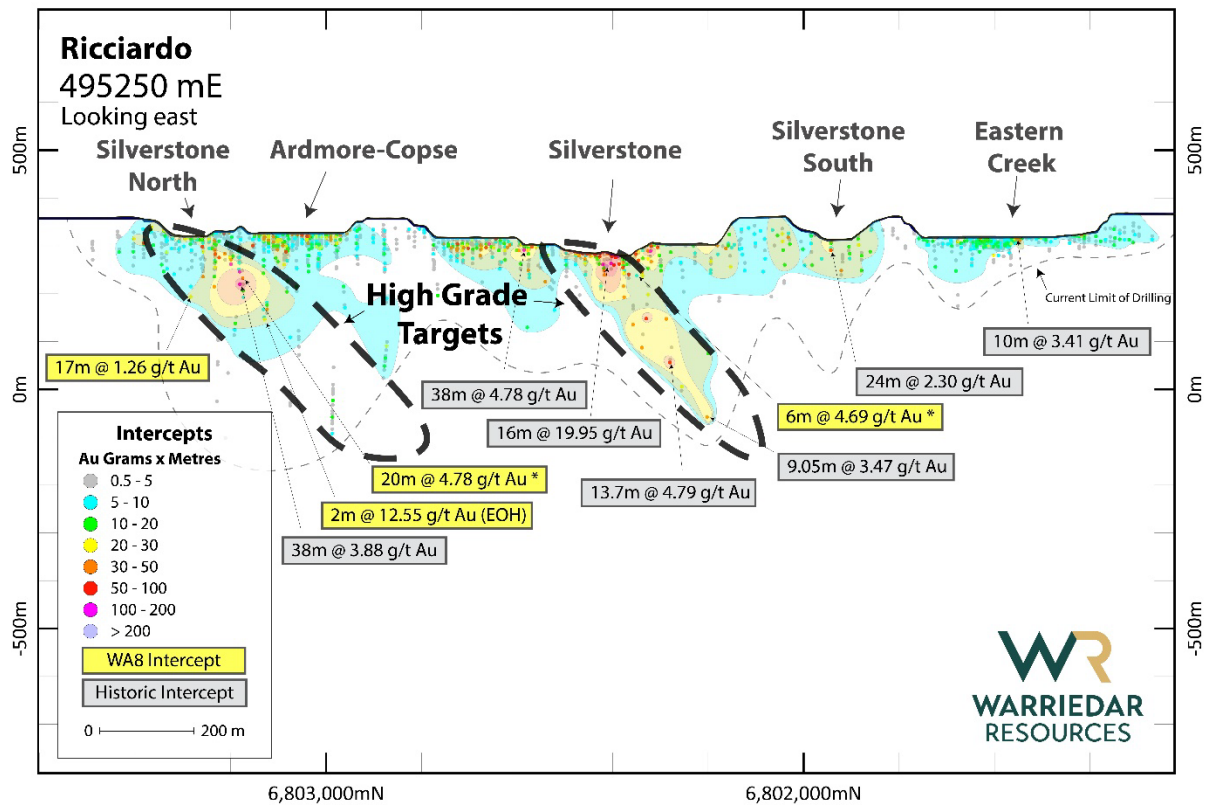 Ricciardo
495250 mE
Looking east
Silverstone
North
Ardmore-Copse
Silverstone
Silverstone
South
Eastern
Creek
500m
500m
0m
0m
-500m
-500m
High Grade
Targets
Current Limit of Drilling
17m @ 1.26 g/t Au
38m @ 4.78 g/t Au
16m @ 19.95 g/t Au
10m @ 3.41 g/t Au
24m @ 2.30 g/t Au
6m @ 4.69 g/t Au *
9.05m @ 3.47 g/t Au
13.7m @ 4.79 g/t Au
20m @ 4.78 g/t Au *
2m @ 12.55 g/t Au (EOH)
38m @ 3.88 g/t Au
Intercepts
Au Grams x Metres
0.5 - 5
5 - 10
10 - 20
20 - 30
30 - 50
50 - 100
100 - 200
> 200
WA8 Intercept
Historic Intercept
0 200 m
WR
WARRIEDAR
RESOURCES
6,803,000mN
6,802,000mN